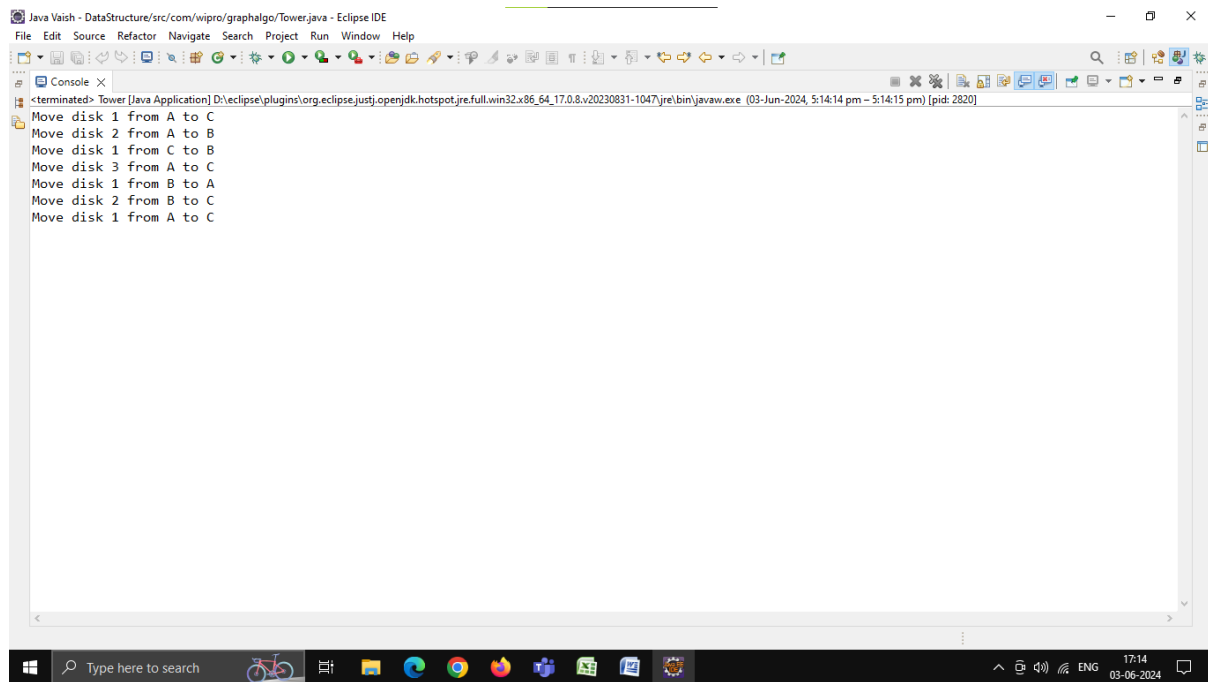 Java Vaish - DataStructure/src/com/wipro/graphalgo/Tower.java - Eclipse IDE
File Edit Source Refactor Navigate Search Project Run Window Help
Console
<terminated> Tower [Java Application] D:\eclipse\plugins\org.eclipse.justj.openjdk.hotspot.jre.full.win32.x86_64_17.0.8.v20230831-1047\jre\bin\javaw.exe (03-Jun-2024, 5:14:14 pm – 5:14:15 pm) [pid: 2820]
Move disk 1 from A to C
Move disk 2 from A to B
Move disk 1 from C to B
Move disk 3 from A to C
Move disk 1 from B to A
Move disk 2 from B to C
Move disk 1 from A to C
Type here to search
ENG
17:14
03-06-2024